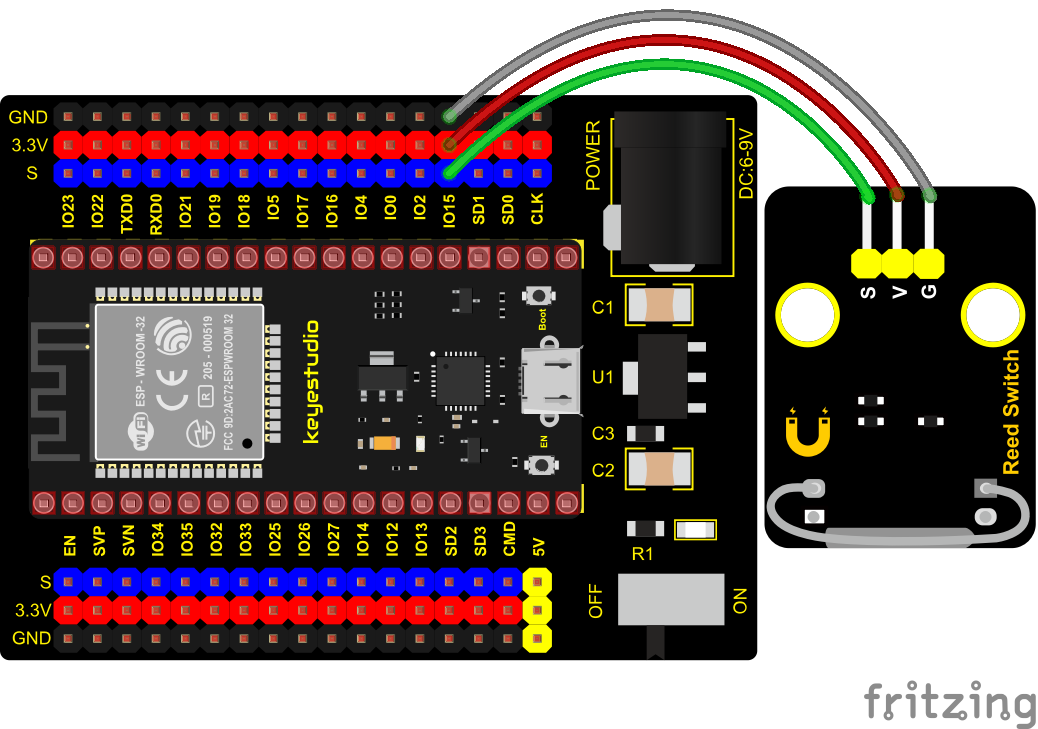 GND
3.3V
S
IO23
IO22
TXD0
RXD0
IO21
IO19
IO18
IO5
IO17
IO16
IO4
IO0
IO2
IO15
SD1
SD0
CLK
POWER
DC:6-9V
S
V
G
Reed Switch
WiFi
ESP - WROOM-32
CE
R
205 - 000519
FCC 9D:2AC72-ESPWROOM 32
keyestudio
Boot
EN
C1
U1
C3
C2
R1
OFF
ON
EN
SVP
SVN
IO34
IO35
IO32
IO33
IO25
IO26
IO27
IO14
IO12
IO13
SD2
SD3
CMD
5V
S
3.3V
GND
fritzing